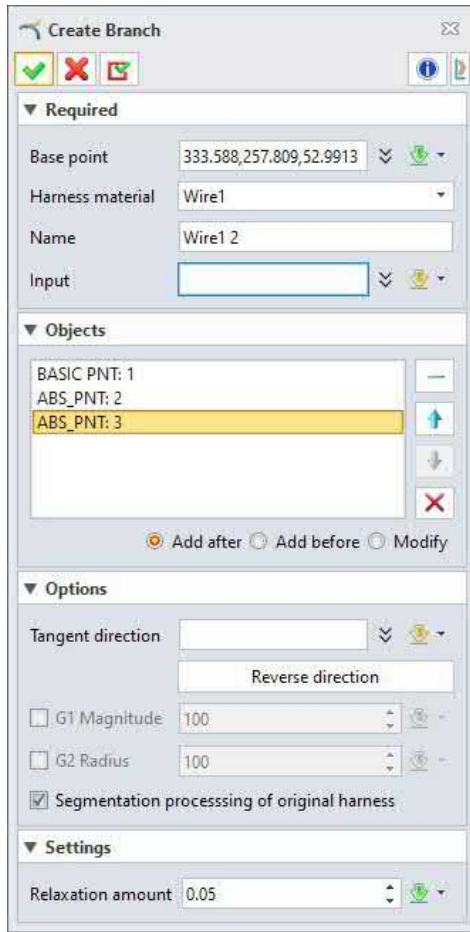 Create Branch
Required
Base point 333.588,257.809,52.9913
Harness material Wire1
Name Wire1 2
Input
Objects
BASIC PNT: 1
ABS_PNT: 2
ABS_PNT: 3
Add after Add before Modify
Options
Tangent direction
Reverse direction
G1 Magnitude 100
G2 Radius 100
Segmentation processsing of original harness
Settings
Relaxation amount 0.05